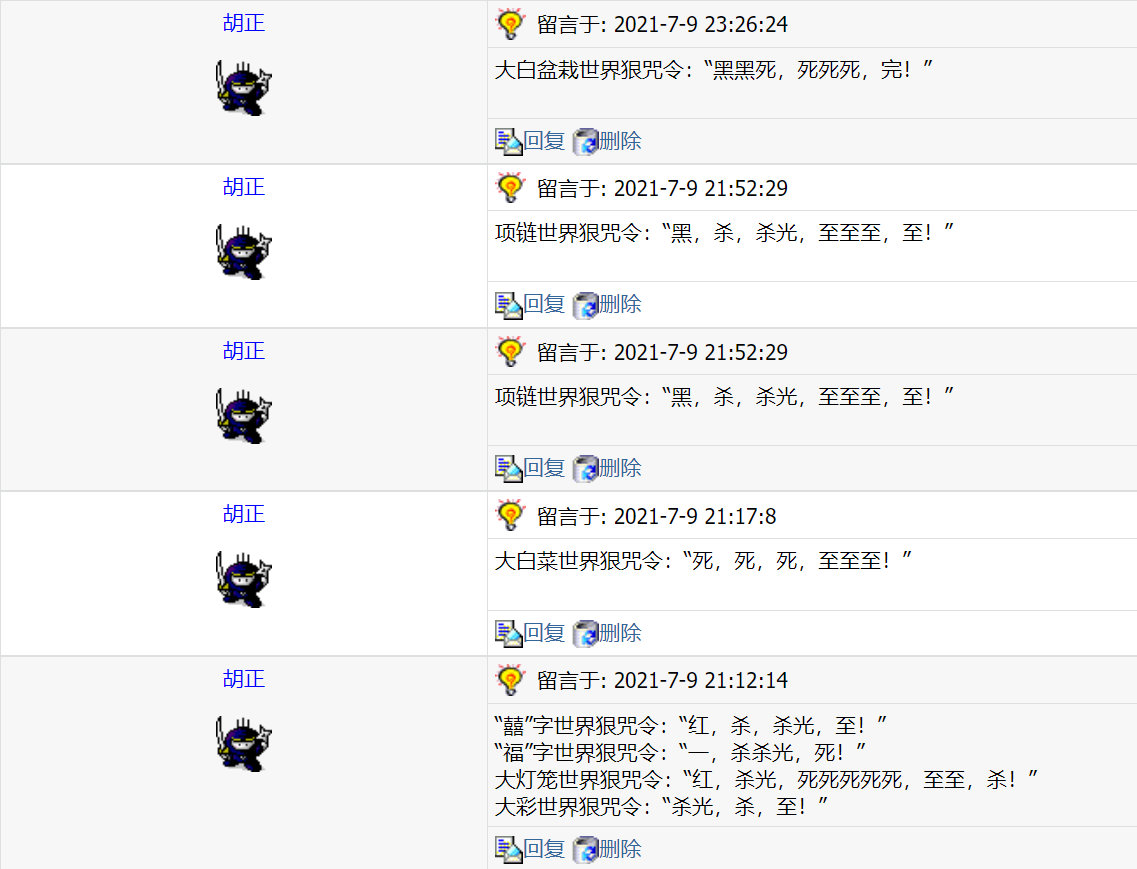 胡正
留言于: 2021-7-9 23:26:24
大白盆栽世界狠咒令：“黑黑死，死死死，完！”
回复 删除
胡正
留言于: 2021-7-9 21:52:29
项链世界狠咒令：“黑，杀，杀光，至至至，至！”
回复 删除
胡正
留言于: 2021-7-9 21:52:29
项链世界狠咒令：“黑，杀，杀光，至至至，至！”
回复 删除
胡正
留言于: 2021-7-9 21:17:8
大白菜世界狠咒令：“死，死，死，至至至！”
回复 删除
胡正
留言于: 2021-7-9 21:12:14
“囍”字世界狠咒令：“红，杀，杀光，至！”
“福”字世界狠咒令：“一，杀杀光，死！”
大灯笼世界狠咒令：“红，杀光，死死死死死，至至，杀！”
大彩世界狠咒令：“杀光，杀，至！”
回复 删除